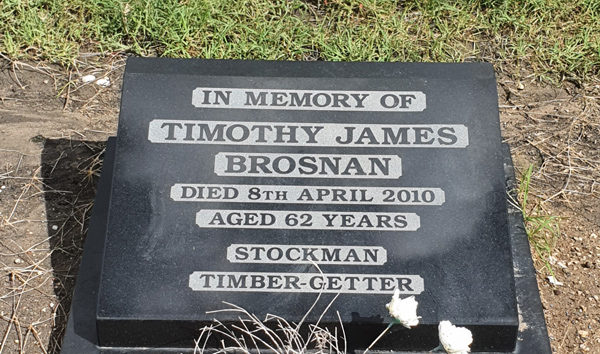 IN MEMORY OF
TIMOTHY JAMES
BROSNAN
DIED 8TH APRIL 2010
AGED 62 YEARS
STOCKMAN
TIMBER-GETTER